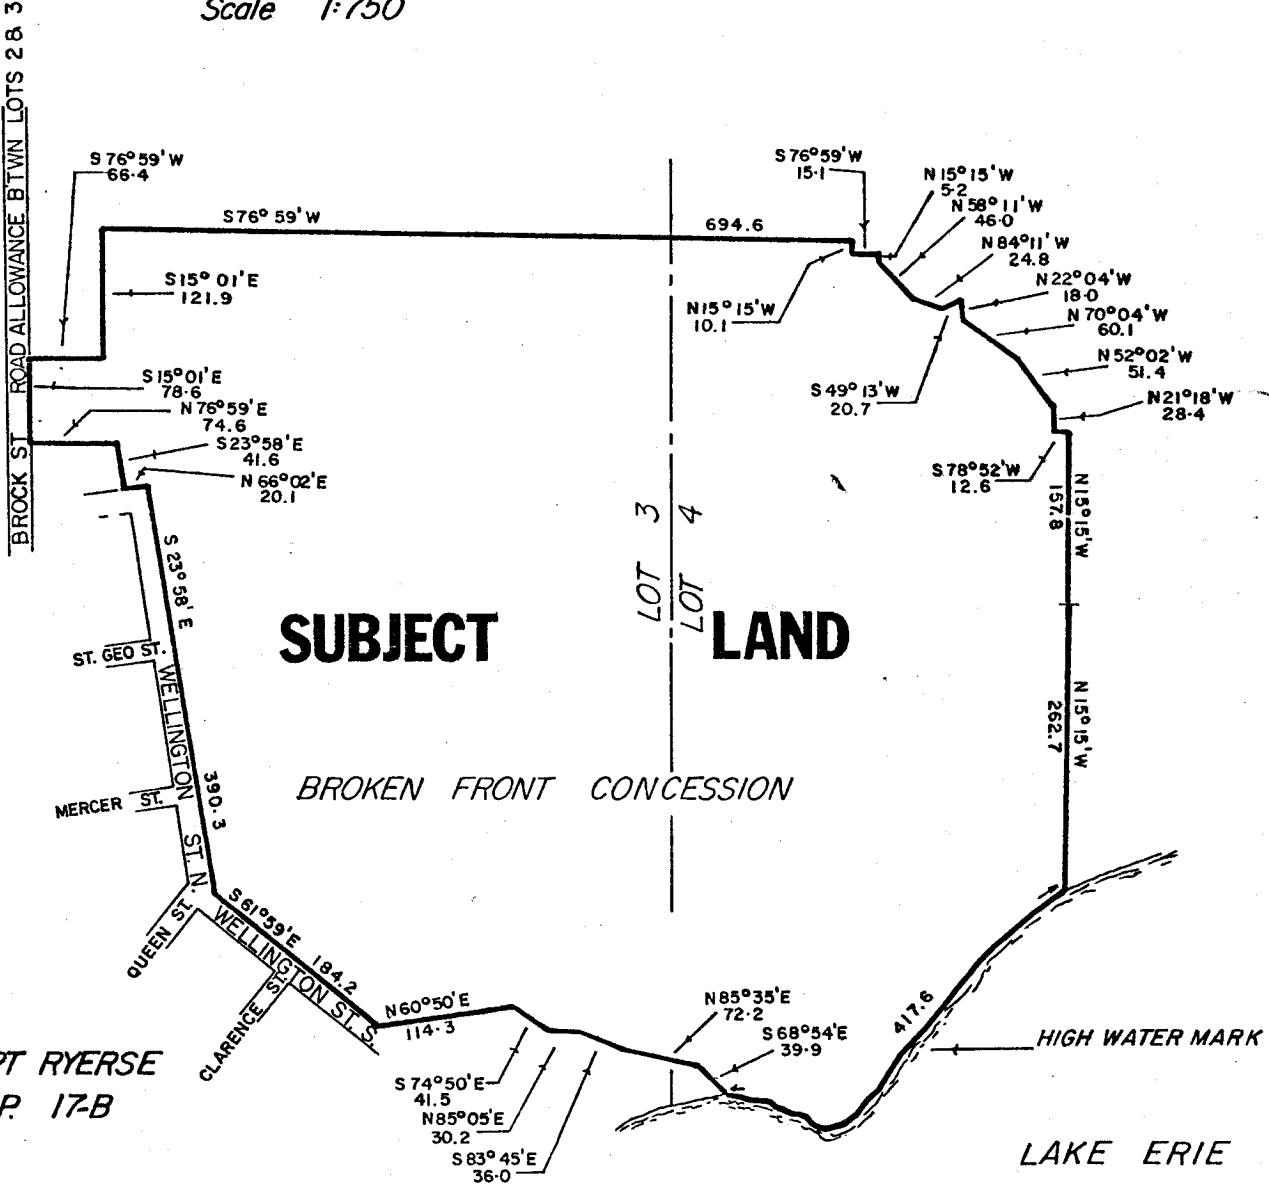 Scale 1:750
BROCK ST ROAD ALLOWANCE BTWN LOTS 2 & 3
S 76°59'W
66.4
S76°59'W
694.6
S76°59'W
15.1
N15°15'W
5.2
N58°11'W
46.0
N84°11'W
24.8
N22°04'W
18.0
N70°04'W
60.1
N52°02'W
51.4
N21°18'W
28.4
N15°15'W
10.1
S49°13'W
20.7
S78°52'W
12.6
N15°15'W
157.8
N15°15'W
262.7
S15°01'E
121.9
S15°01'E
78.6
N76°59'E
74.6
S23°58'E
41.6
N66°02'E
20.1
S 23°58'E
390.3
LOT 3
LOT 4
SUBJECT LAND
BROKEN FRONT CONCESSION
ST. GEO ST.
WELLINGTON ST. N.
MERCER ST.
QUEEN ST.
S61°59'E
184.2
WELLINGTON ST. S.
CLARENCE ST.
N60°50'E
114.3
S74°50'E
41.5
N85°05'E
30.2
S83°45'E
36.0
N85°35'E
72.2
S68°54'E
39.9
417.6
HIGH WATER MARK
LAKE ERIE
PT RYERSE
P. 17-B